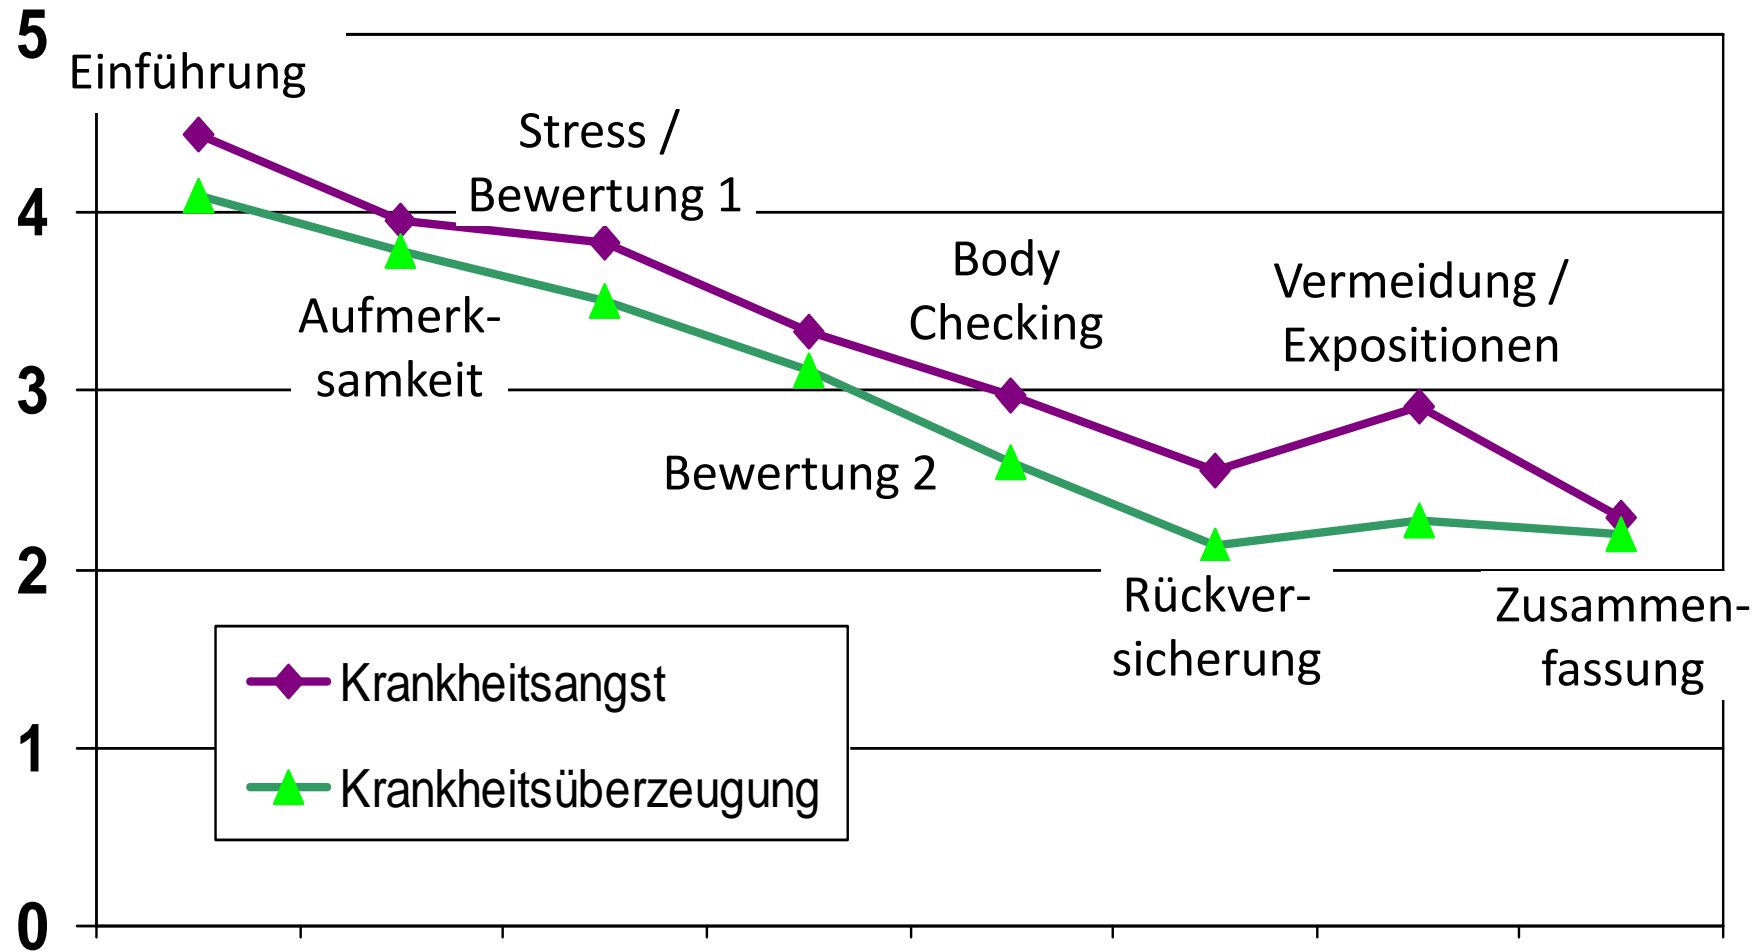 5
Einführung
Stress /
Bewertung 1
4
Body
Checking
Vermeidung /
Expositionen
Aufmerk-
samkeit
3
Bewertung 2
2
Rückver-
sicherung
Zusammen-
fassung
Krankheitsangst
1
Krankheitsüberzeugung
0